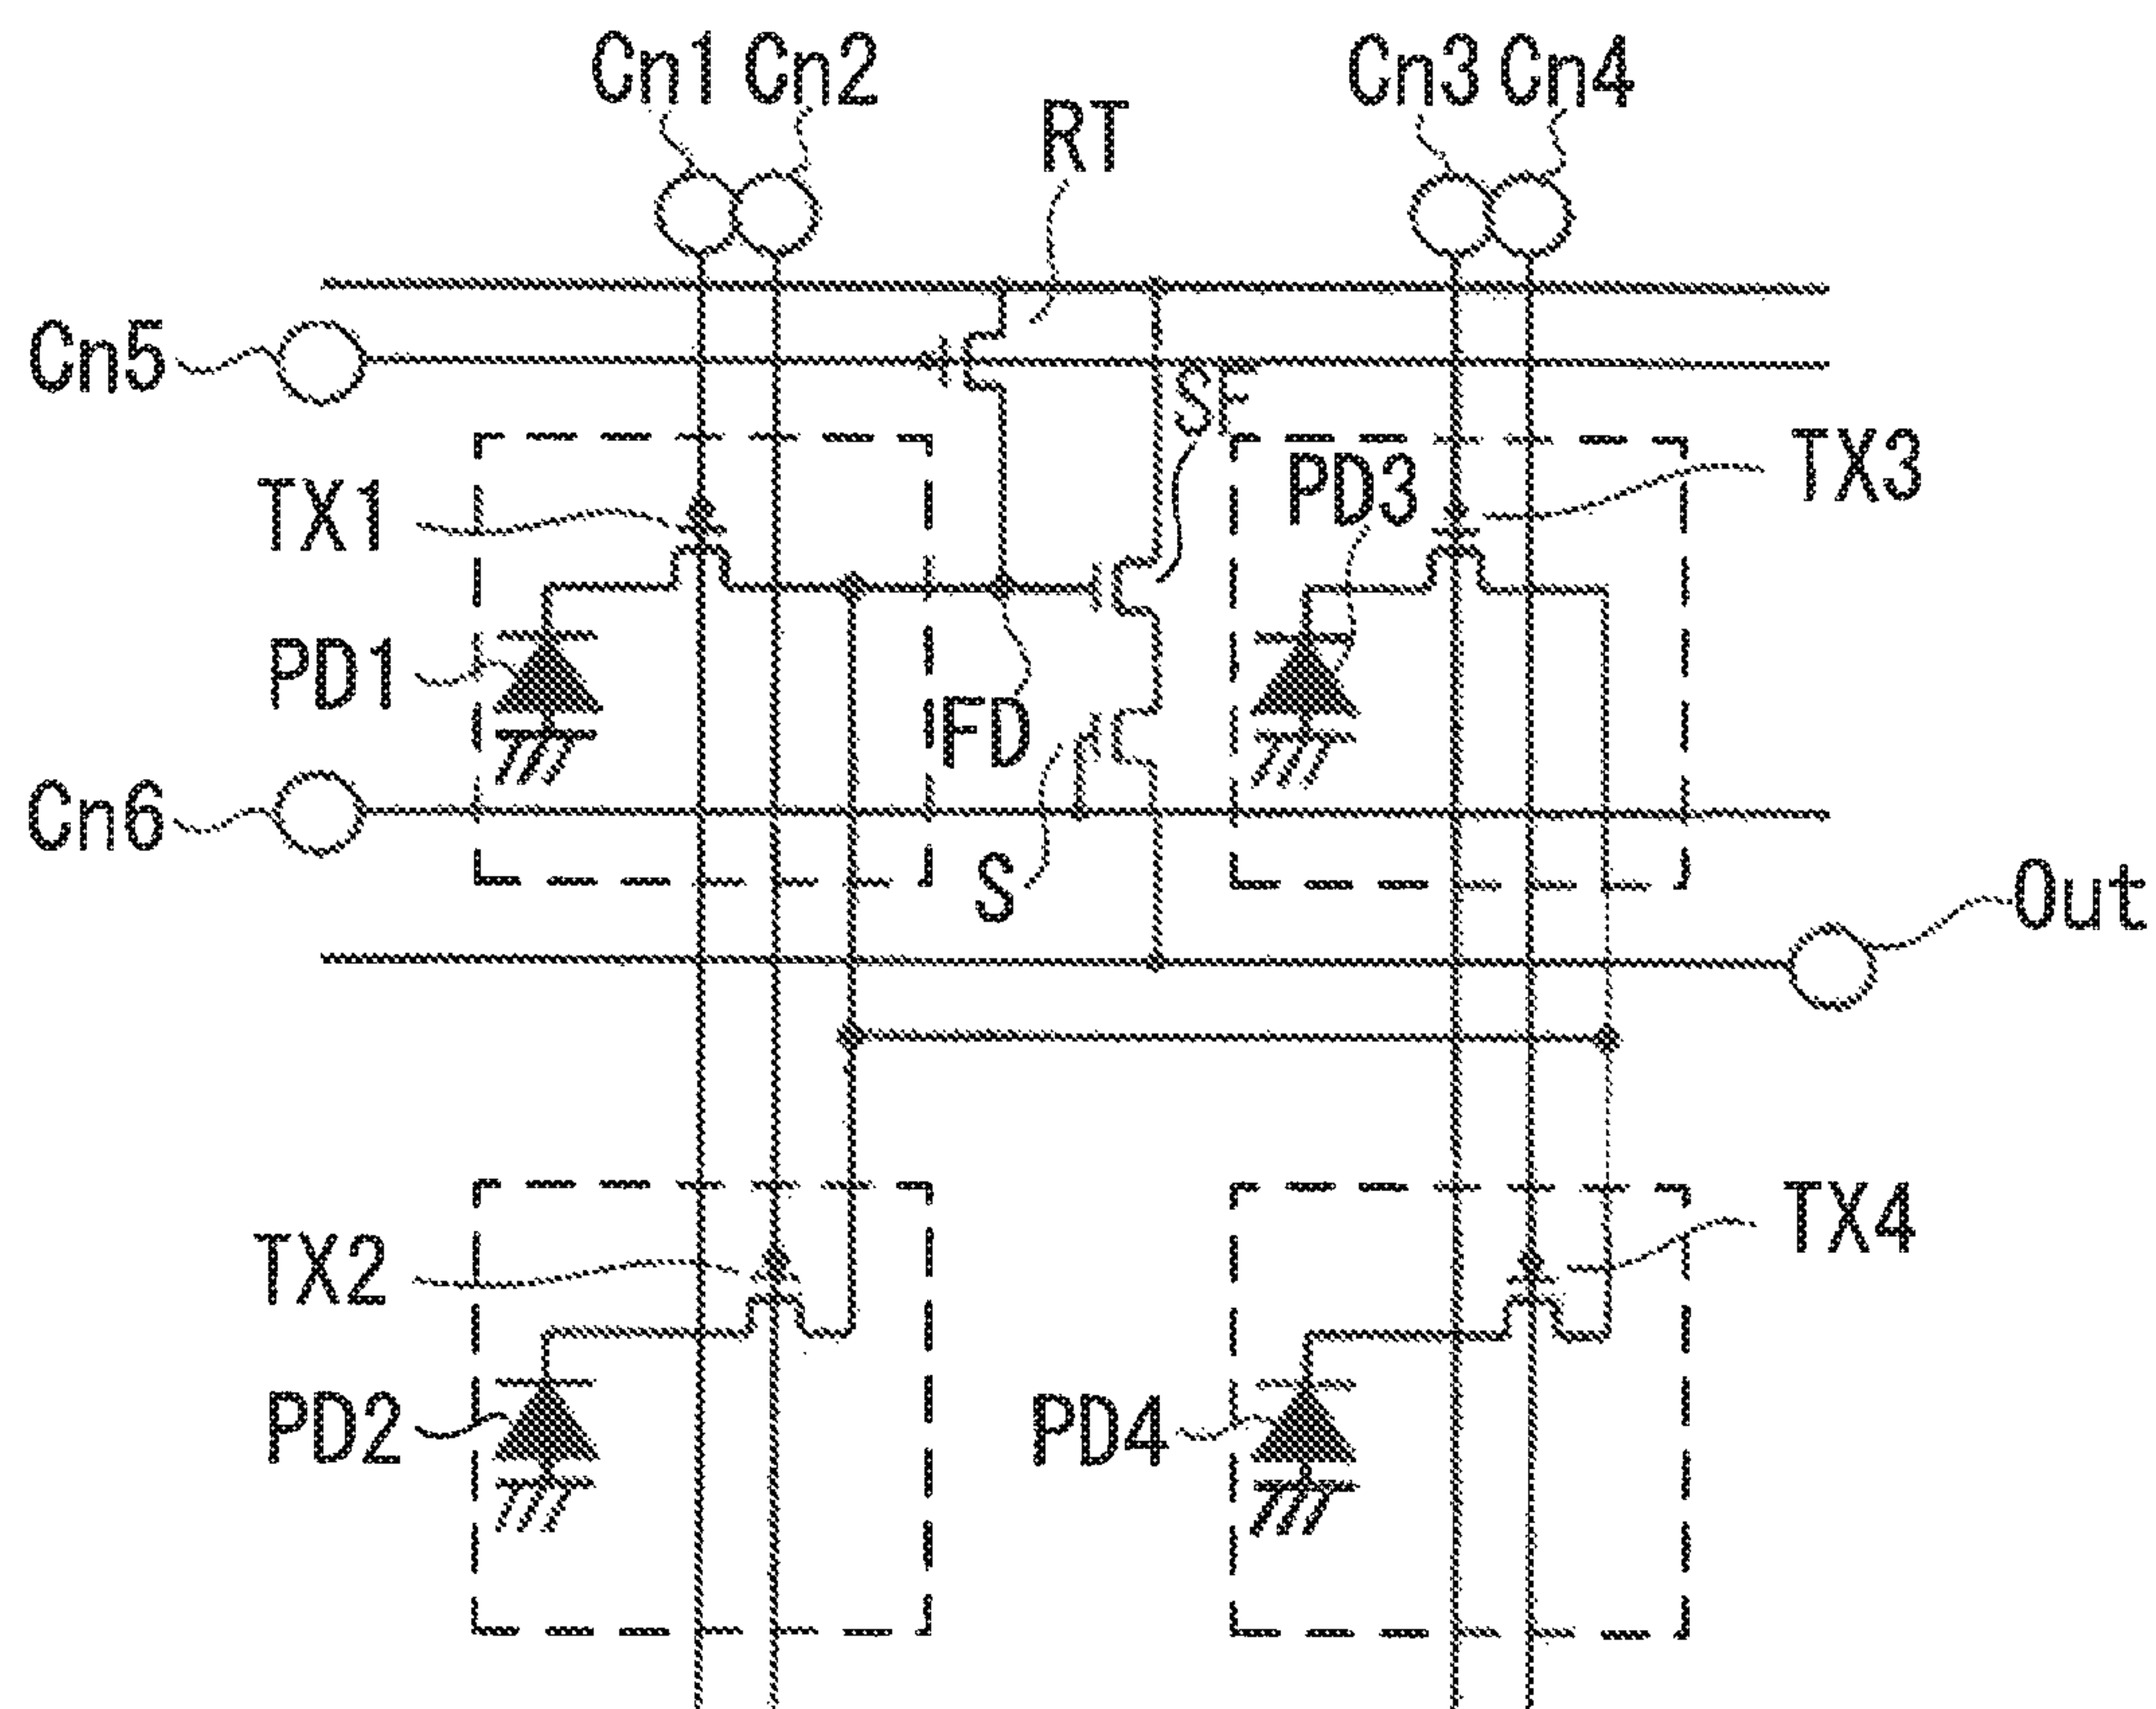 Cn1 Cn2
Cn3 Cn4
RT
Cn5
SF
TX1
PD3
TX3
PD1
FD
Cn6
S
Out
TX2
TX4
PD2
PD4